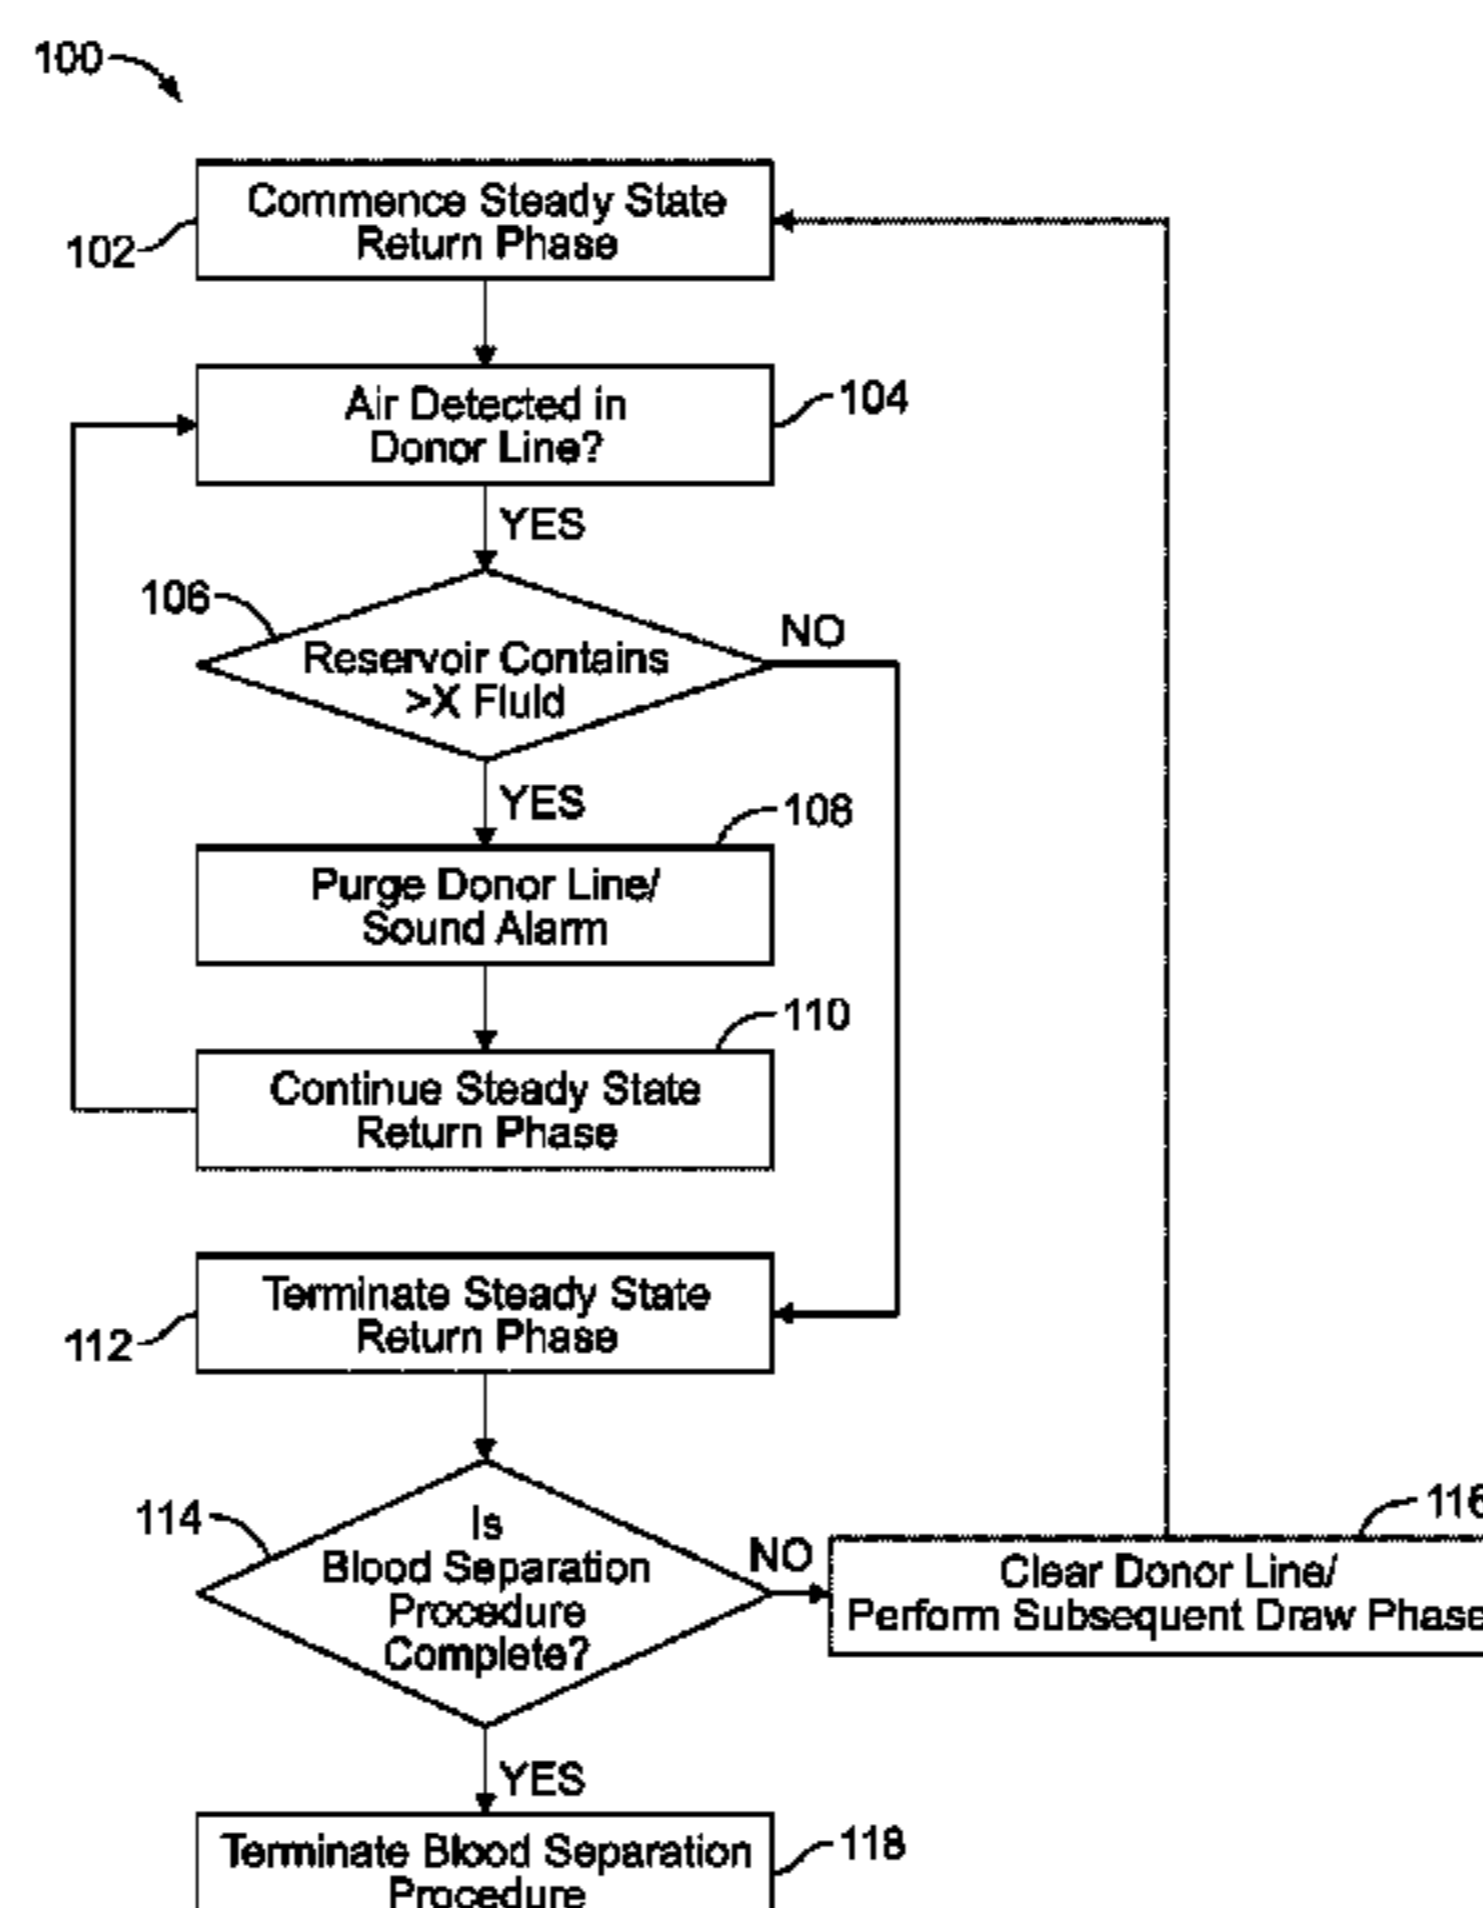 100
Commence Steady State
Return Phase
102
Air Detected in
Donor Line?
104
YES
106
Reservoir Contains
>X Fluid
NO
YES
108
Purge Donor Line/
Sound Alarm
110
Continue Steady State
Return Phase
Terminate Steady State
Return Phase
112
114
Is
Blood Separation
Procedure
Complete?
NO
116
Clear Donor Line/
Perform Subsequent Draw Phase
YES
Terminate Blood Separation
Procedure
118